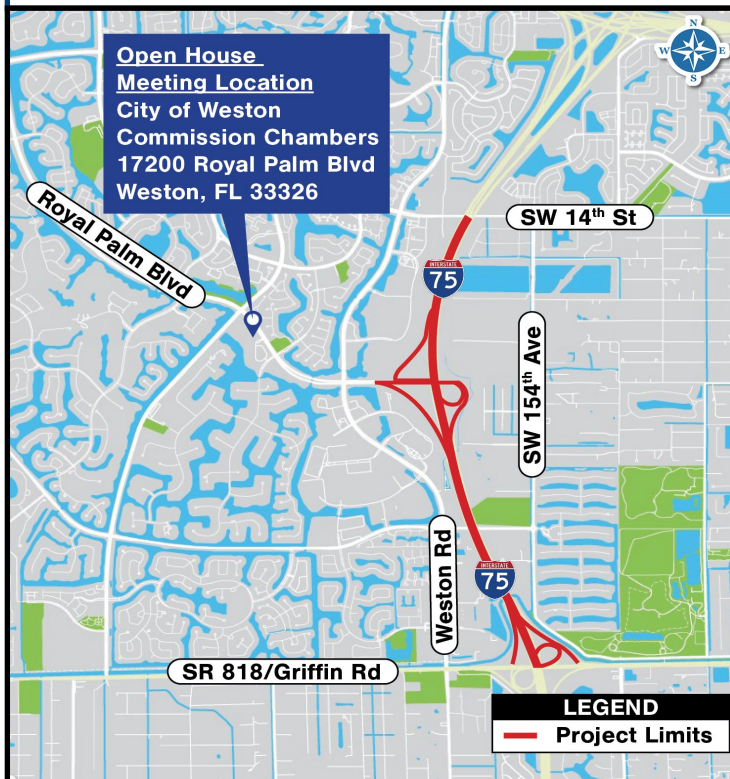 Open House
Meeting Location
City of Weston
Commission Chambers
17200 Royal Palm Blvd
Weston, FL 33326
N
W
E
S
Royal Palm Blvd
SW 14th St
INTERSTATE
75
SW 154th Ave
Weston Rd
INTERSTATE
75
SR 818/Griffin Rd
LEGEND
Project Limits